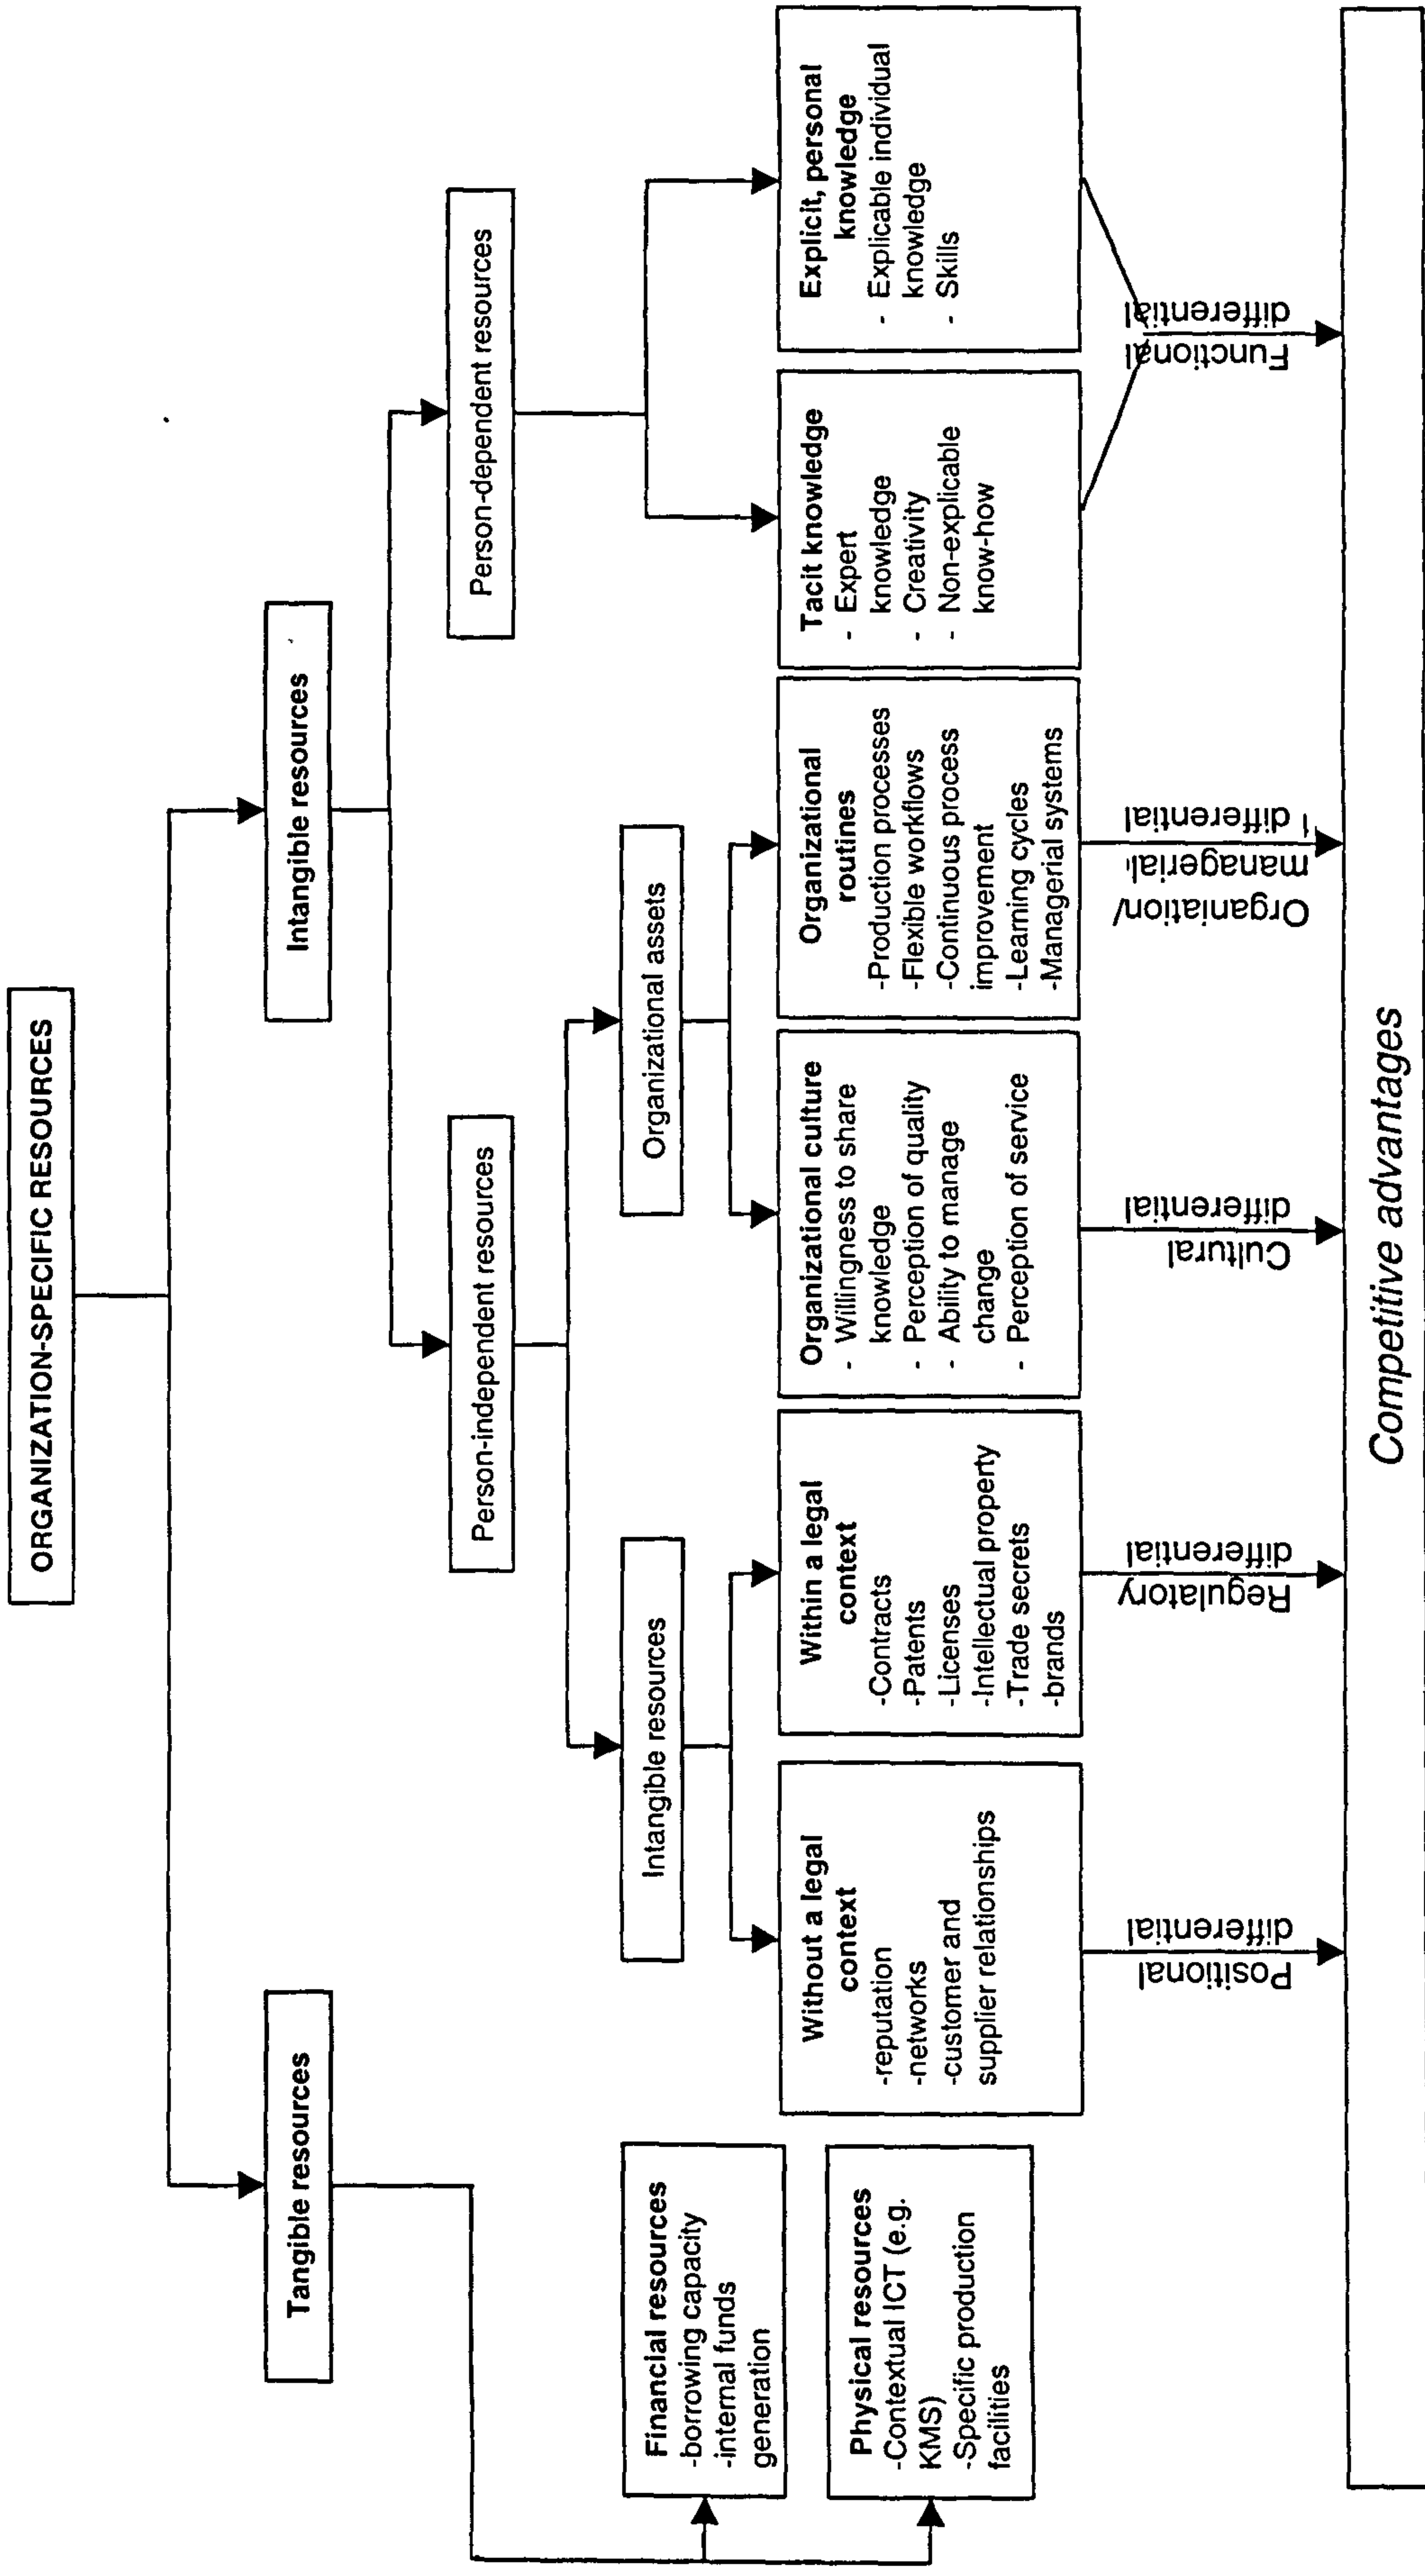 ORGANIZATION-SPECIFIC RESOURCES
Tangible resources
Intangible resources
Person-independent resources
Person-dependent resources
Intangible resources
Organizational assets
Financial resources
-borrowing capacity
-internal funds
generation
Physical resources
-Contextual ICT (e.g.
KMS)
-Specific production
facilities
Without a legal
context
-reputation
-networks
-customer and
supplier relationships
Within a legal
context
-Contracts
-Patents
-Licenses
-Intellectual property
-Trade secrets
-brands
Organizational culture
- Willingness to share
knowledge
- Perception of quality
- Ability to manage
change
- Perception of service
Organizational
routines
-Production processes
-Flexible workflows
-Continuous process
improvement
-Learning cycles
-Managerial systems
Tacit knowledge
- Expert
knowledge
- Creativity
- Non-explicable
know-how
Explicit, personal
knowledge
- Explicable individual
knowledge
- Skills
Positional
differential
Regulatory
differential
Cultural
differential
Organiation/
managerial
differential
Functional
differential
Competitive advantages